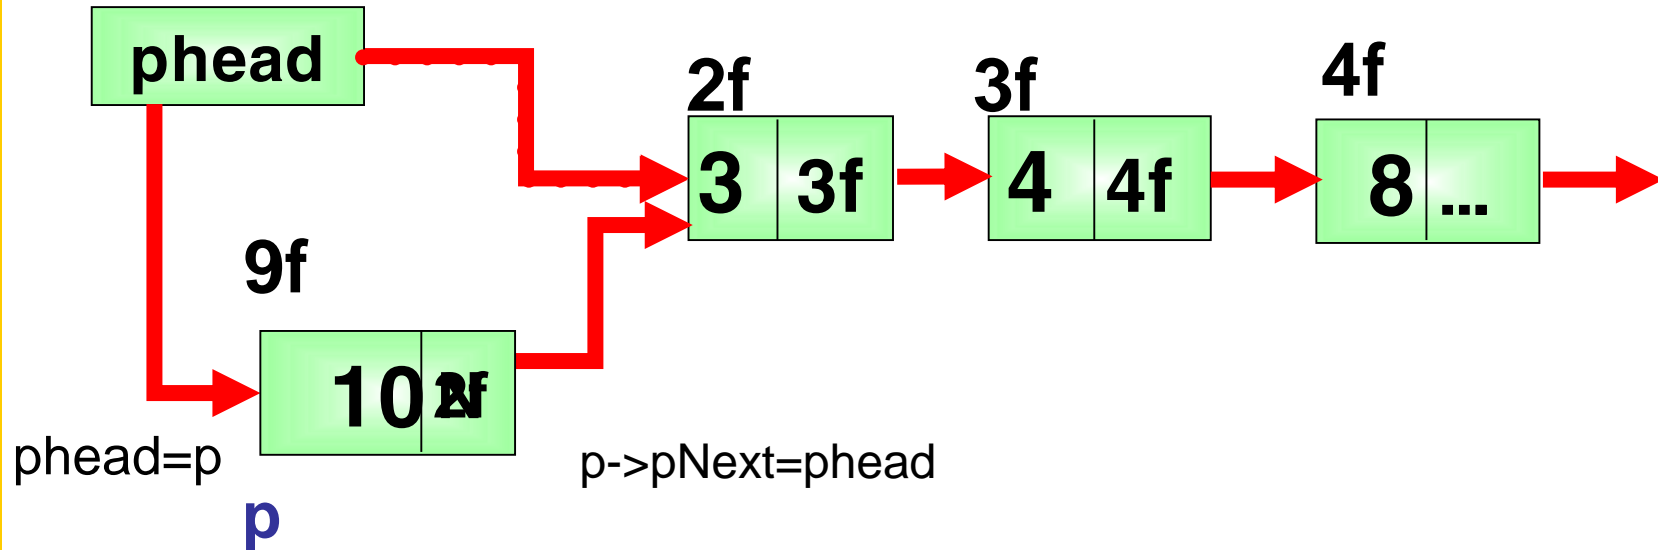 phead
2f
3f
4f
3 3f
4 4f
8 ...
9f
10
phead=p
p->pNext=phead
p